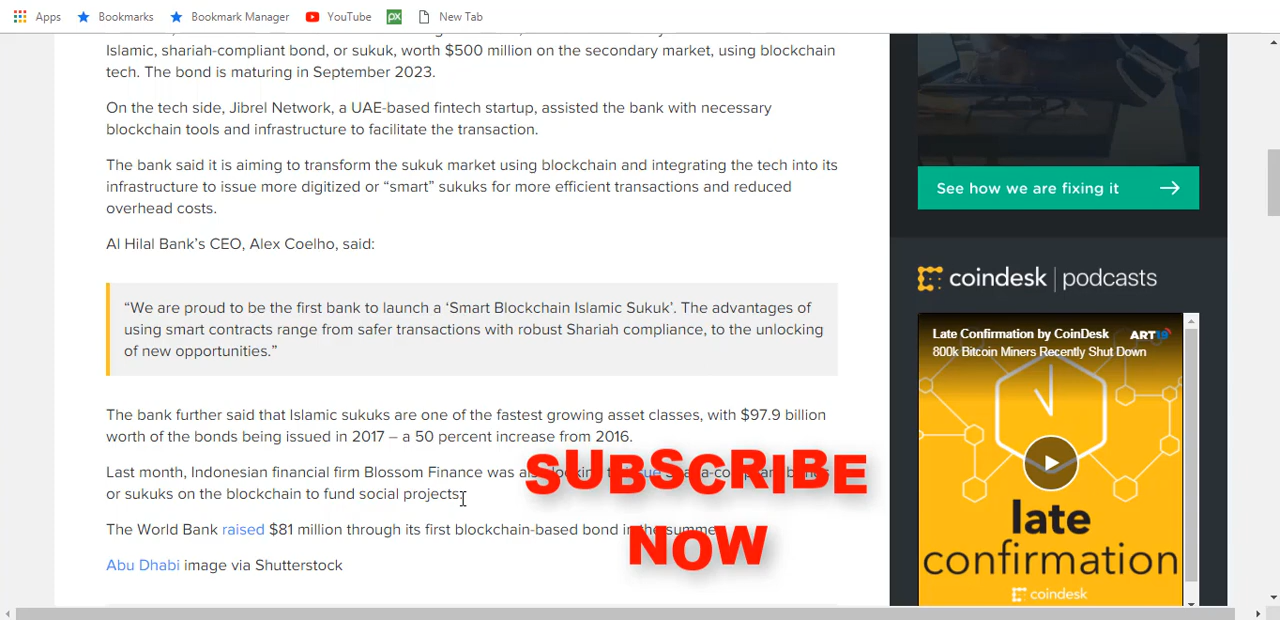 Apps Bookmarks Bookmark Manager YouTube px New Tab
Islamic, shariah-compliant bond, or sukuk, worth $500 million on the secondary market, using blockchain
tech. The bond is maturing in September 2023.
On the tech side, Jibrel Network, a UAE-based fintech startup, assisted the bank with necessary
blockchain tools and infrastructure to facilitate the transaction.
The bank said it is aiming to transform the sukuk market using blockchain and integrating the tech into its
infrastructure to issue more digitized or “smart” sukuks for more efficient transactions and reduced
overhead costs.
Al Hilal Bank’s CEO, Alex Coelho, said:
“We are proud to be the first bank to launch a ‘Smart Blockchain Islamic Sukuk’. The advantages of
using smart contracts range from safer transactions with robust Shariah compliance, to the unlocking
of new opportunities.”
The bank further said that Islamic sukuks are one of the fastest growing asset classes, with $97.9 billion
worth of the bonds being issued in 2017 – a 50 percent increase from 2016.
Last month, Indonesian financial firm Blossom Finance was
or sukuks on the blockchain to fund social projects.
The World Bank raised $81 million through its first blockchain-based bond in the summer
Abu Dhabi image via Shutterstock
SUBSCRIBE
NOW
See how we are fixing it
coindesk | podcasts
Late Confirmation by CoinDesk ART19
800k Bitcoin Miners Recently Shut Down
late
confirmation
coindesk